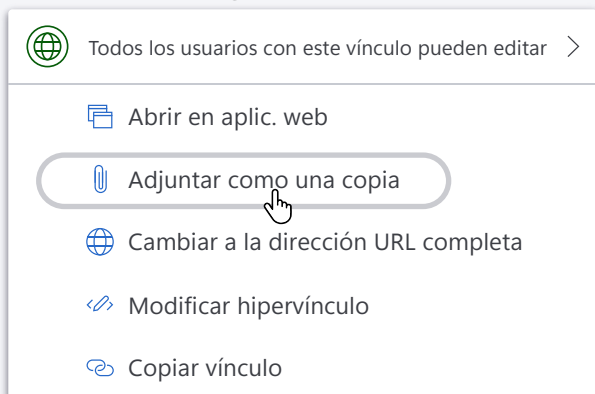 Todos los usuarios con este vínculo pueden editar
Abrir en aplic. web
Adjuntar como una copia
Cambiar a la dirección URL completa
Modificar hipervínculo
Copiar vínculo